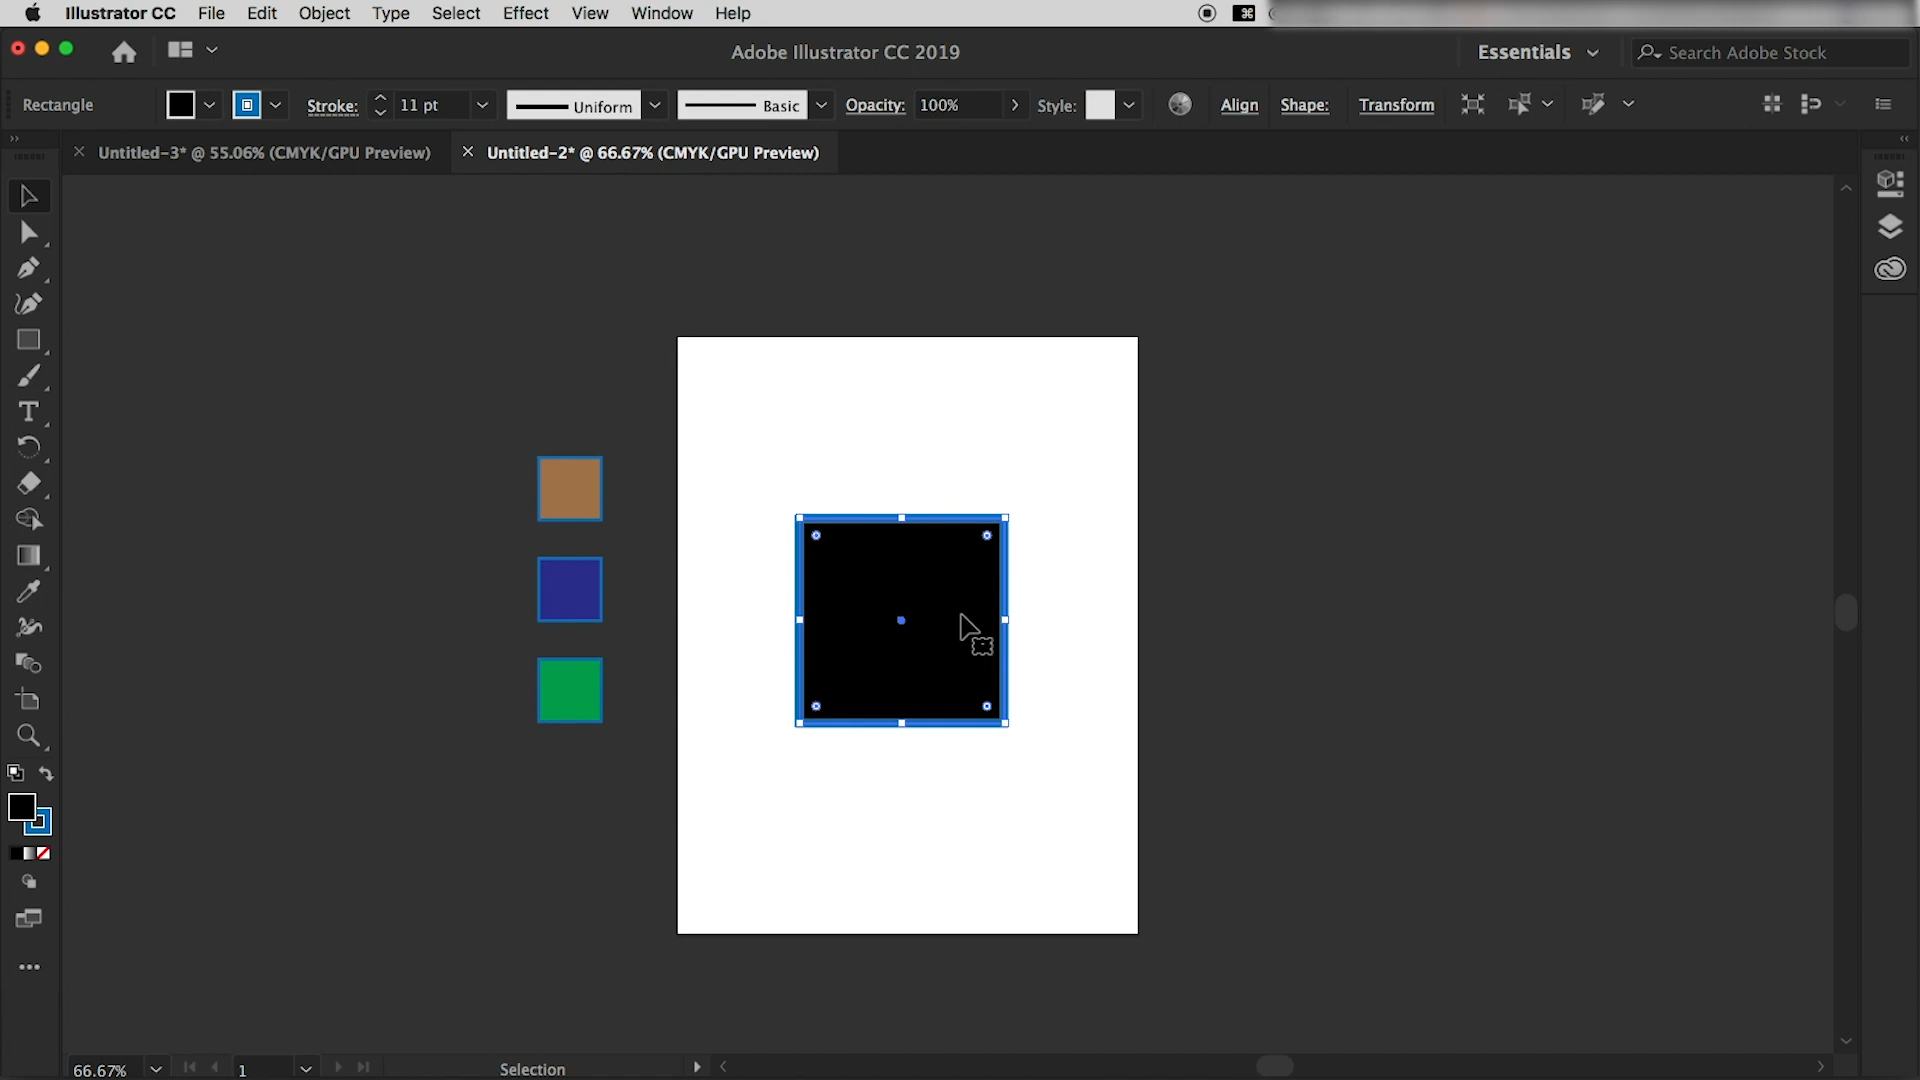 Illustrator CC File Edit Object Type Select Effect View Window Help
Adobe Illustrator CC 2019
Essentials
Search Adobe Stock
Rectangle
Stroke: 11 pt
Uniform
Basic
Opacity: 100%
Style:
Align
Shape:
Transform
Untitled-3* @ 55.06% (CMYK/GPU Preview)
Untitled-2* @ 66.67% (CMYK/GPU Preview)
66.67%
1
Selection